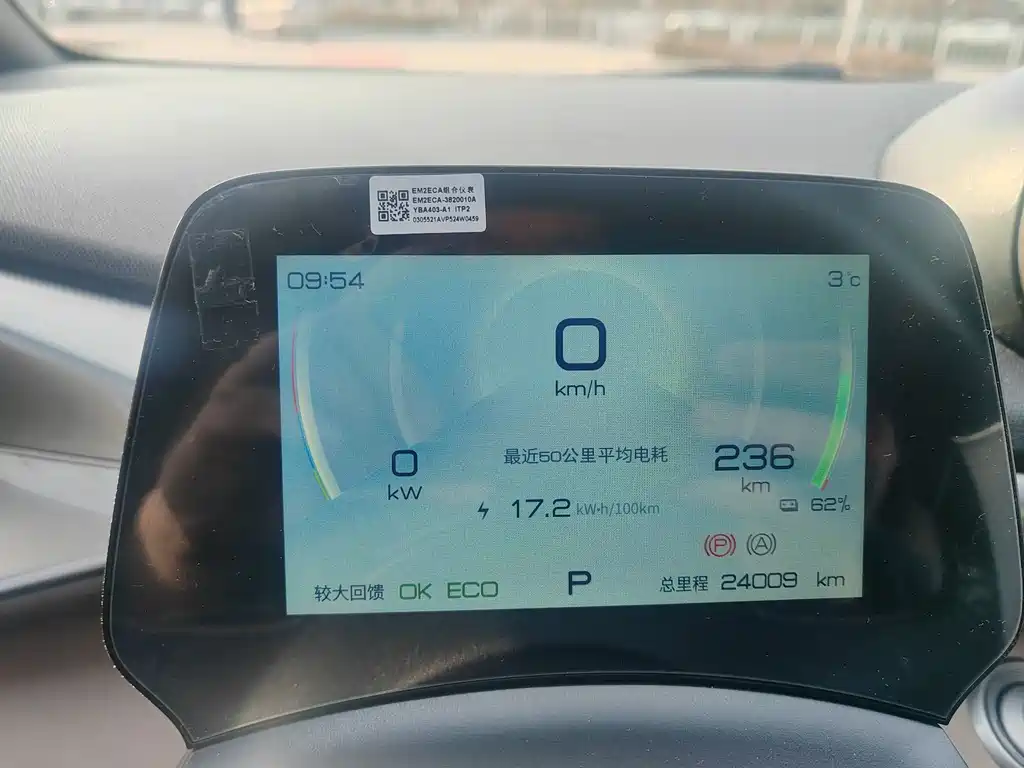 EM2ECA组合仪表
EM2ECA-3820010A
YBA403-A1 ITP2
0305521AVP524W0459
09:54
3℃
0
km/h
0
kW
最近50公里平均电耗
17.2 kW·h/100km
236
km
62%
P A
较大回馈 OK ECO
P
总里程 24009 km